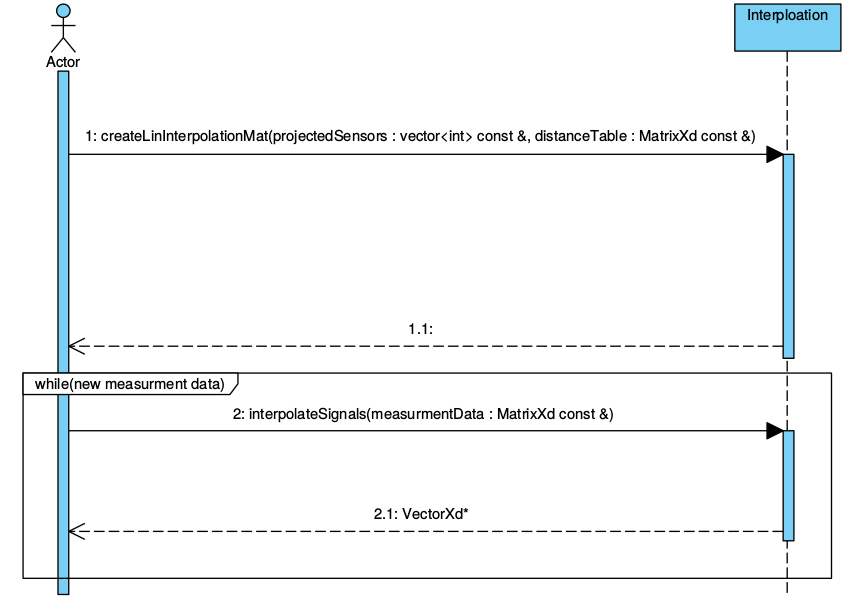 Interploation
Actor
1: createLinInterpolationMat(projectedSensors : vector<int> const &, distanceTable : MatrixXd const &)
1.1:
while(new measurment data)
2: interpolateSignals(measurmentData : MatrixXd const &)
2.1: VectorXd*